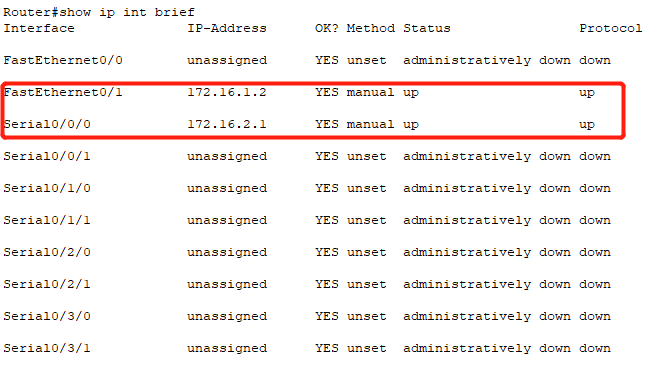 Router#show ip int brief
Interface IP-Address OK? Method Status Protocol
FastEthernet0/0 unassigned YES unset administratively down down
FastEthernet0/1 172.16.1.2 YES manual up up
Serial0/0/0 172.16.2.1 YES manual up up
Serial0/0/1 unassigned YES unset administratively down down
Serial0/1/0 unassigned YES unset administratively down down
Serial0/1/1 unassigned YES unset administratively down down
Serial0/2/0 unassigned YES unset administratively down down
Serial0/2/1 unassigned YES unset administratively down down
Serial0/3/0 unassigned YES unset administratively down down
Serial0/3/1 unassigned YES unset administratively down down